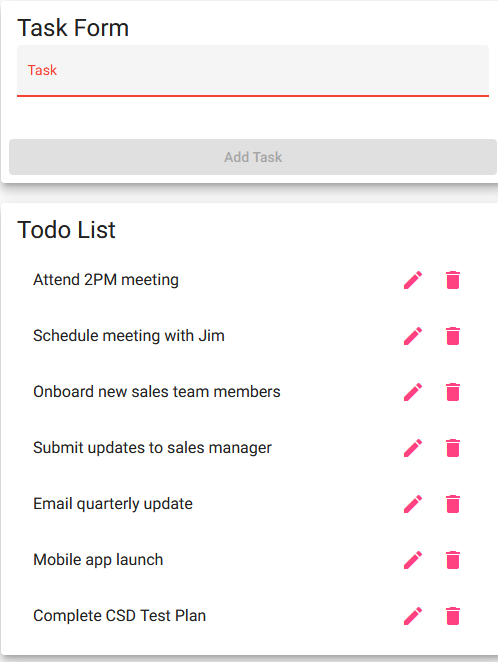 Task Form
Task
Add Task
Todo List
Attend 2PM meeting
Schedule meeting with Jim
Onboard new sales team members
Submit updates to sales manager
Email quarterly update
Mobile app launch
Complete CSD Test Plan